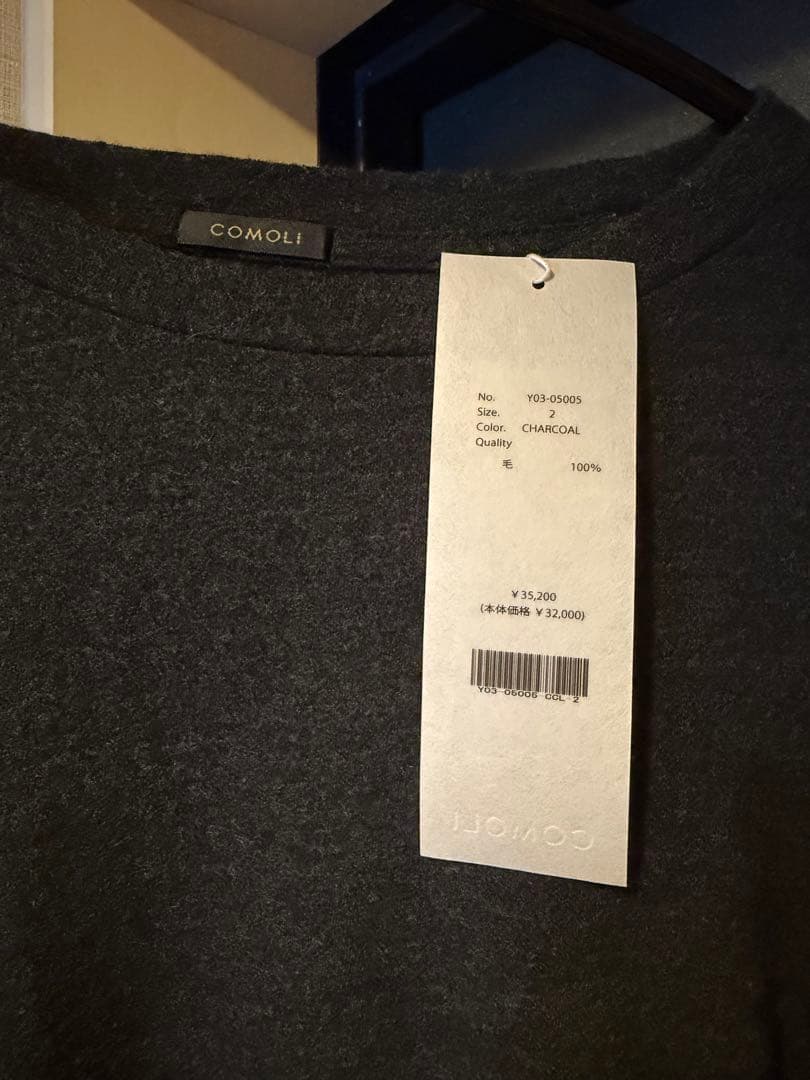 COMOLI
No. Y03-05005
Size. 2
Color. CHARCOAL
Quality
毛 100%
¥35,200
(本体価格 ¥32,000)
Y03-05005 CCL 2
COMOLI